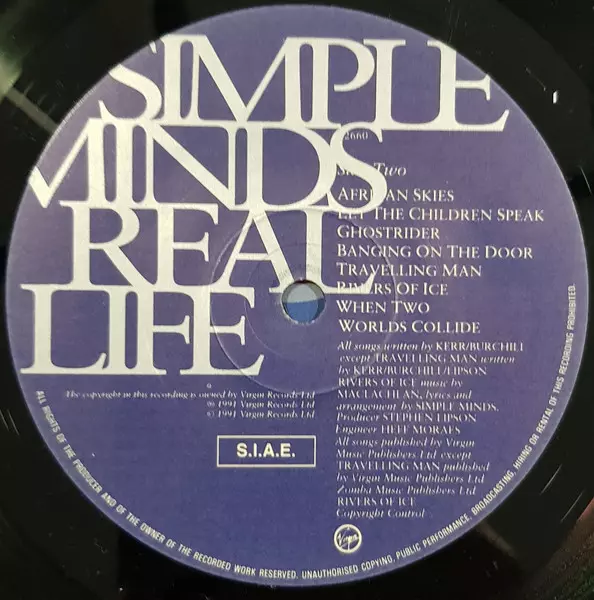 SIMPLE
MINDS
REAL
LIFE
2660
Side Two
AFRICAN SKIES
LET THE CHILDREN SPEAK
GHOSTRIDER
BANGING ON THE DOOR
TRAVELLING MAN
RIVERS OF ICE
WHEN TWO
WORLDS COLLIDE
All songs written by KERR/BURCHILL
except TRAVELLING MAN written
by KERR/BURCHILL/LIPSON
RIVERS OF ICE music by
MACLACHLAN, lyrics and
arrangement by SIMPLE MINDS.
Producer STEPHEN LIPSON
Engineer HEFF MORAES
All songs published by Virgin
Music Publishers Ltd except
TRAVELLING MAN published
by Virgin Music Publishers Ltd
Zomba Music Publishers Ltd
RIVERS OF ICE
Copyright Control
The copyright in this recording is owned by Virgin Records Ltd
℗ 1991 Virgin Records Ltd
© 1991 Virgin Records Ltd
S.I.A.E.
Virgin
ALL RIGHTS OF THE PRODUCER AND OF THE OWNER OF THE RECORDED WORK RESERVED. UNAUTHORISED COPYING, PUBLIC PERFORMANCE, BROADCASTING, HIRING OR RENTAL OF THIS RECORDING PROHIBITED.